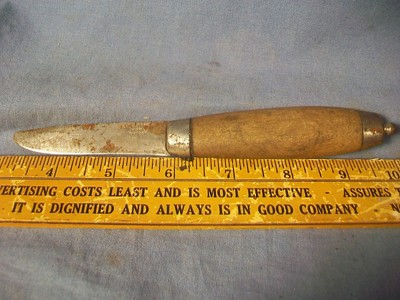 4 5 6 7 8 9 10
ERTISING COSTS LEAST AND IS MOST EFFECTIVE - ASSURES
IT IS DIGNIFIED AND ALWAYS IS IN GOOD COMPANY -